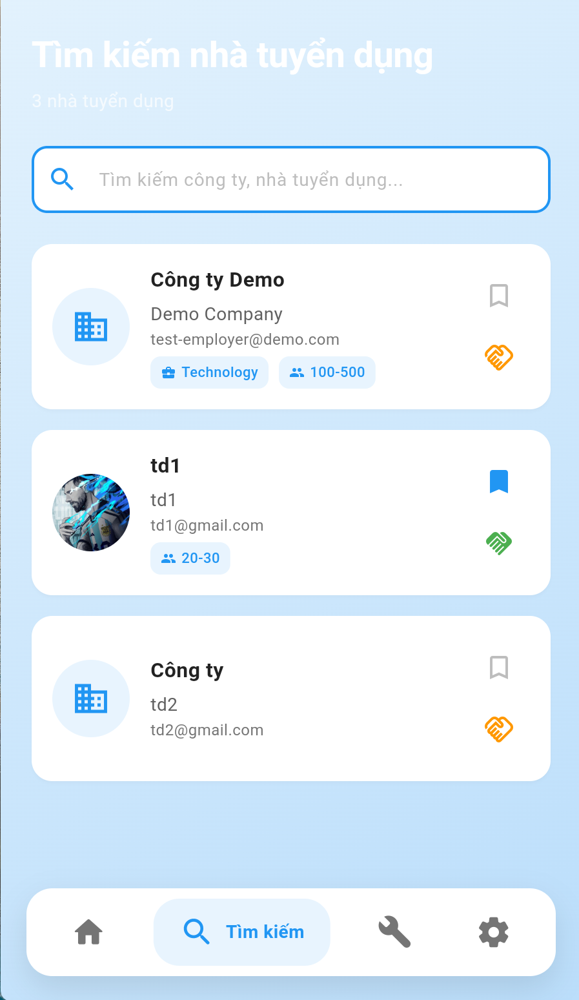 Tìm kiếm nhà tuyển dụng
3 nhà tuyển dụng
Tìm kiếm công ty, nhà tuyển dụng...
Công ty Demo
Demo Company
test-employer@demo.com
Technology 100-500
td1
td1
td1@gmail.com
20-30
Công ty
td2
td2@gmail.com
Tìm kiếm